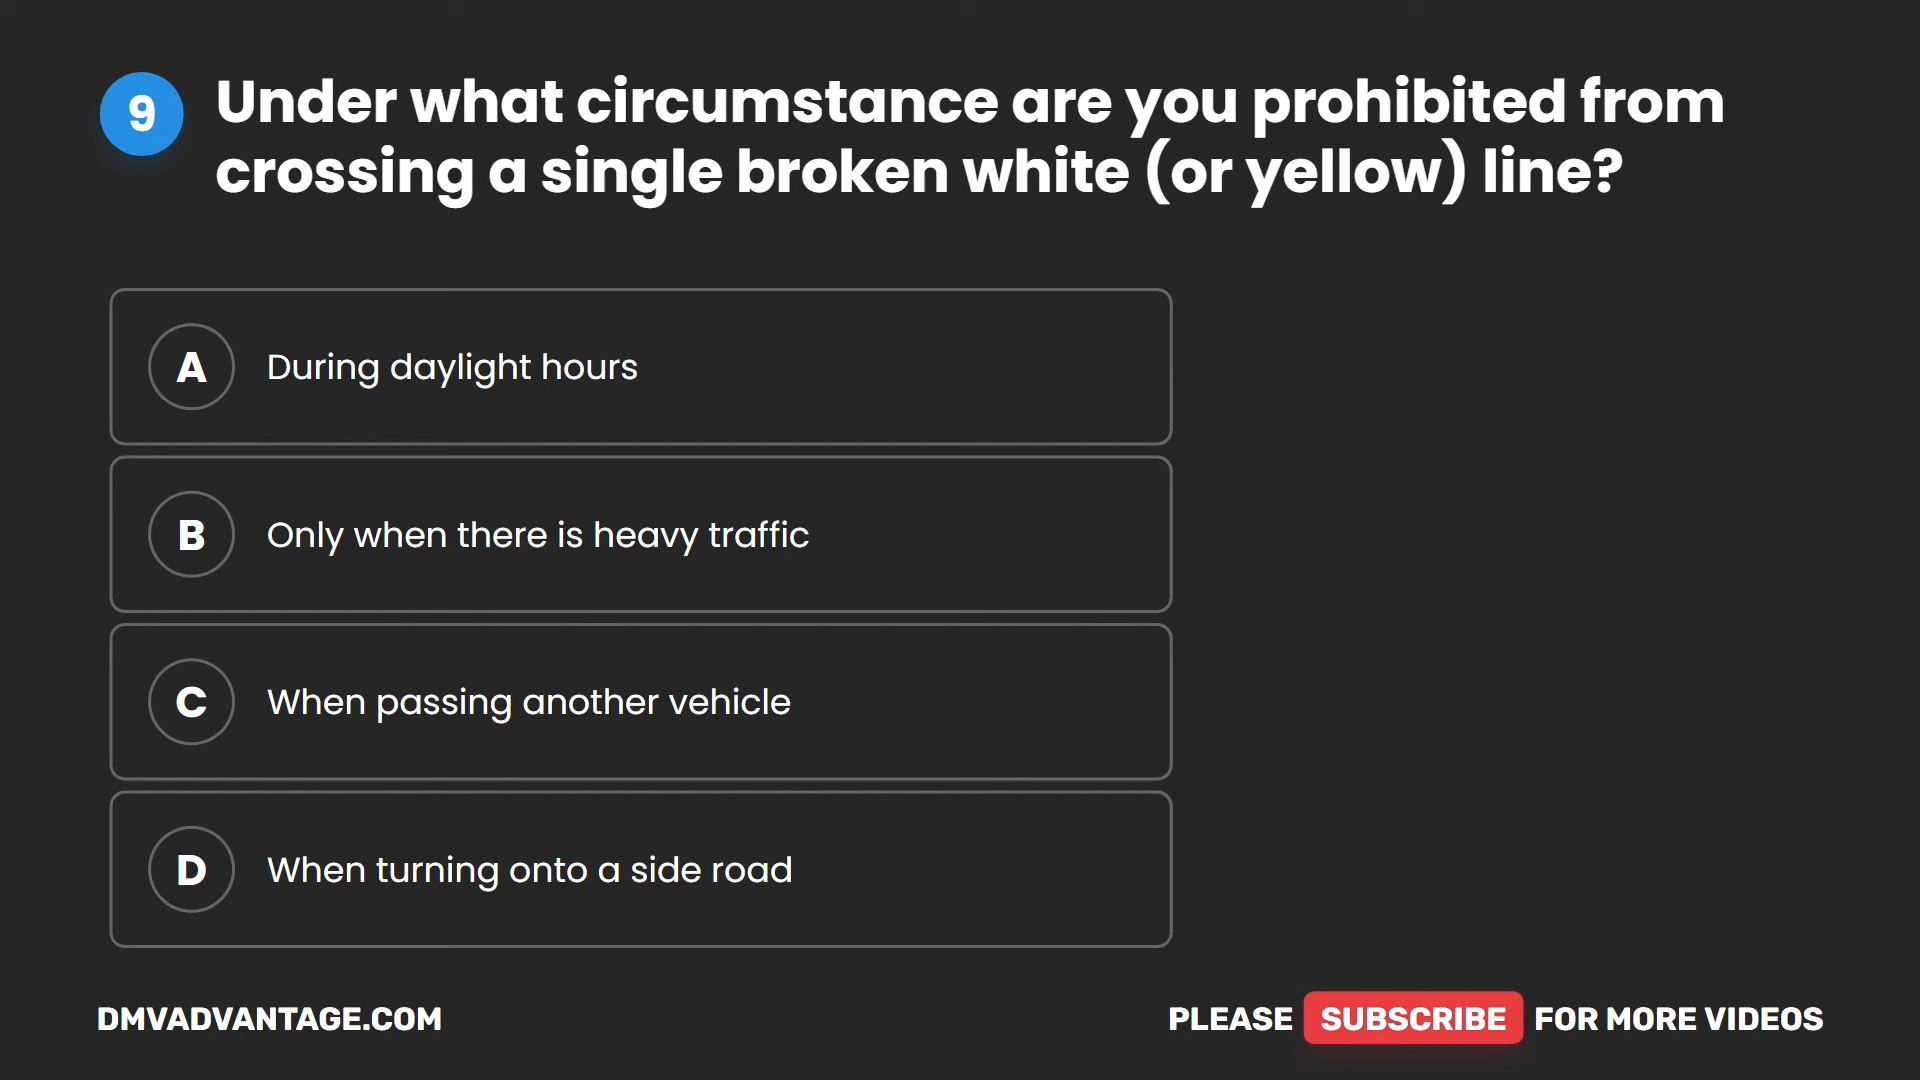 9
Under what circumstance are you prohibited from
crossing a single broken white (or yellow) line?
A
During daylight hours
B
Only when there is heavy traffic
C
When passing another vehicle
D
When turning onto a side road
DMVADVANTAGE.COM
PLEASE SUBSCRIBE FOR MORE VIDEOS